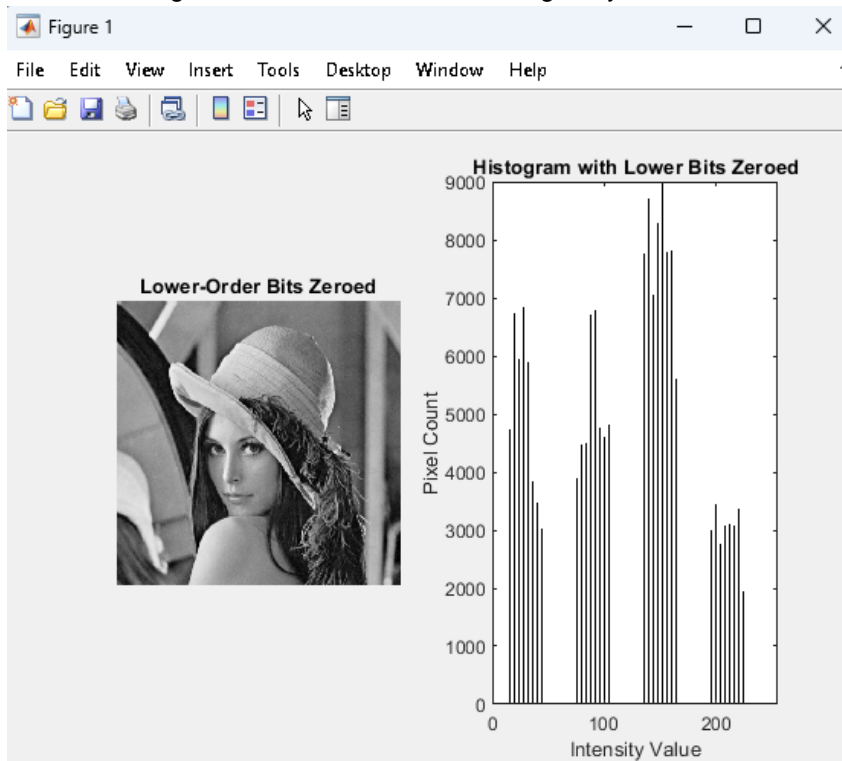 Figure 1
File Edit View Insert Tools Desktop Window Help
Lower-Order Bits Zeroed
Histogram with Lower Bits Zeroed
9000
8000
7000
6000
5000
4000
3000
2000
1000
0
Pixel Count
0 100 200
Intensity Value